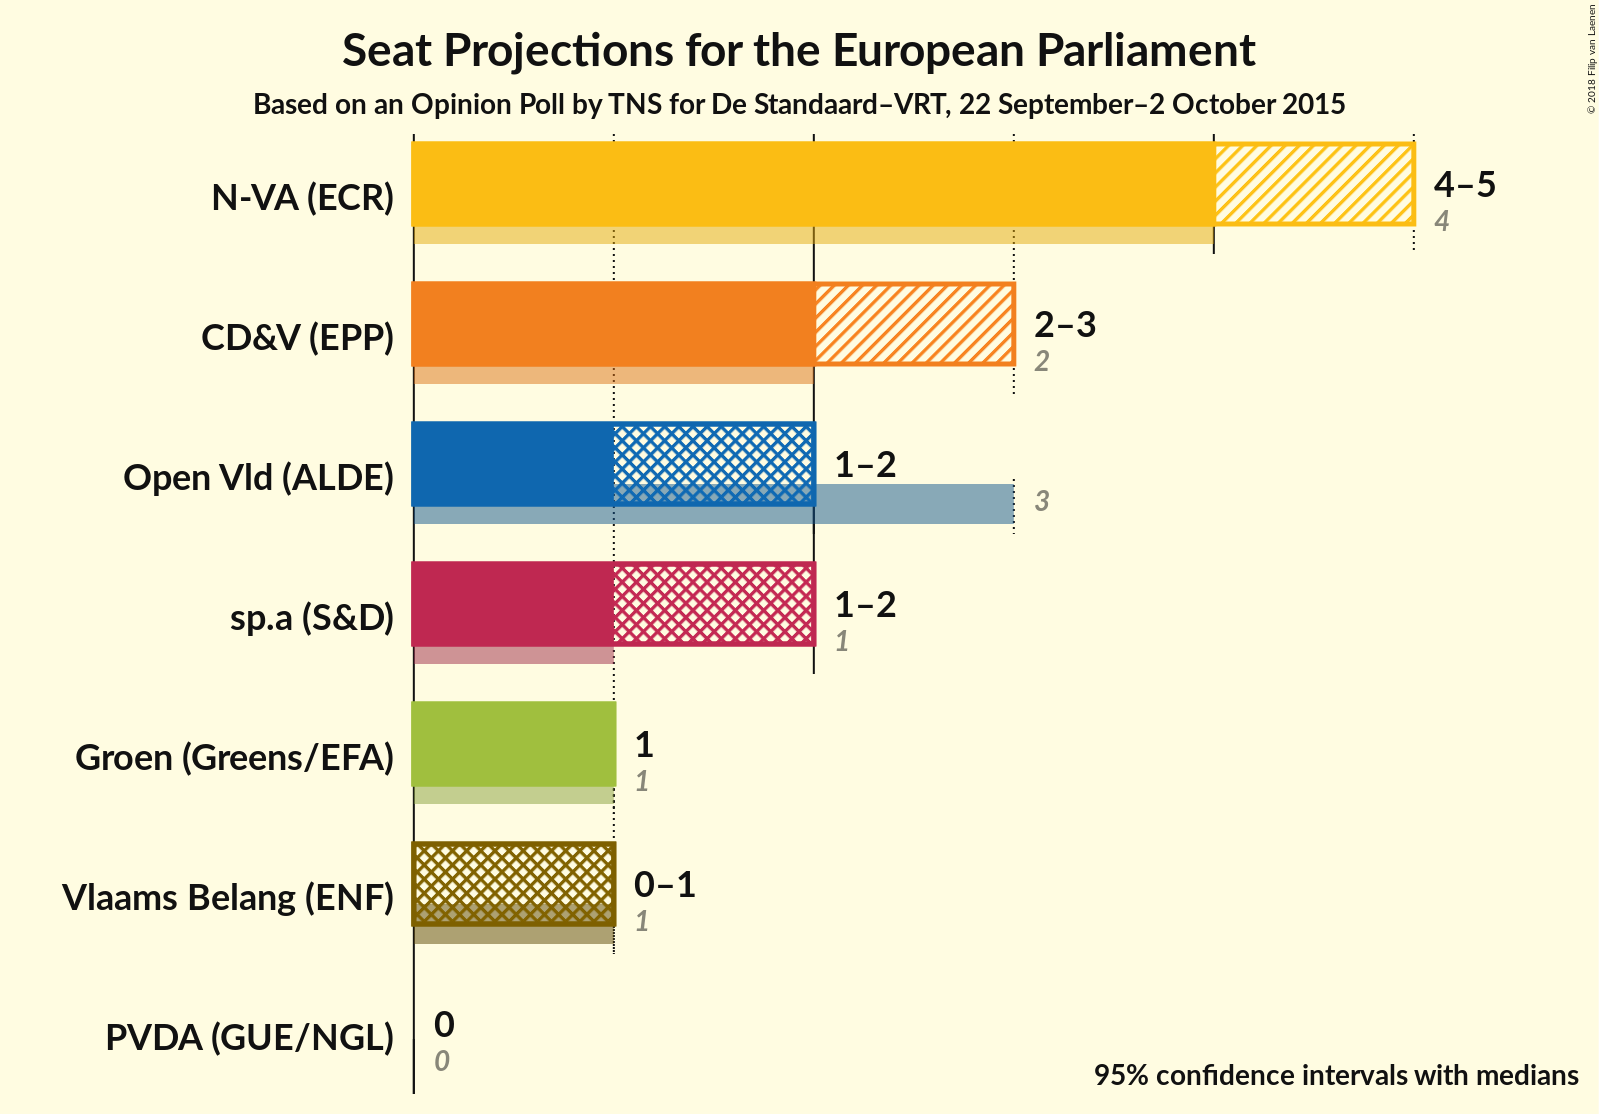 Seat Projections for the European Parliament
Based on an Opinion Poll by TNS for De Standaard–VRT, 22 September–2 October 2015
© 2018 Filip van Laenen
N-VA (ECR)
4–5
4
CD&V (EPP)
2–3
2
Open Vld (ALDE)
1–2
3
sp.a (S&D)
1–2
1
Groen (Greens/EFA)
1
1
Vlaams Belang (ENF)
0–1
1
PVDA (GUE/NGL)
0
0
95% confidence intervals with medians